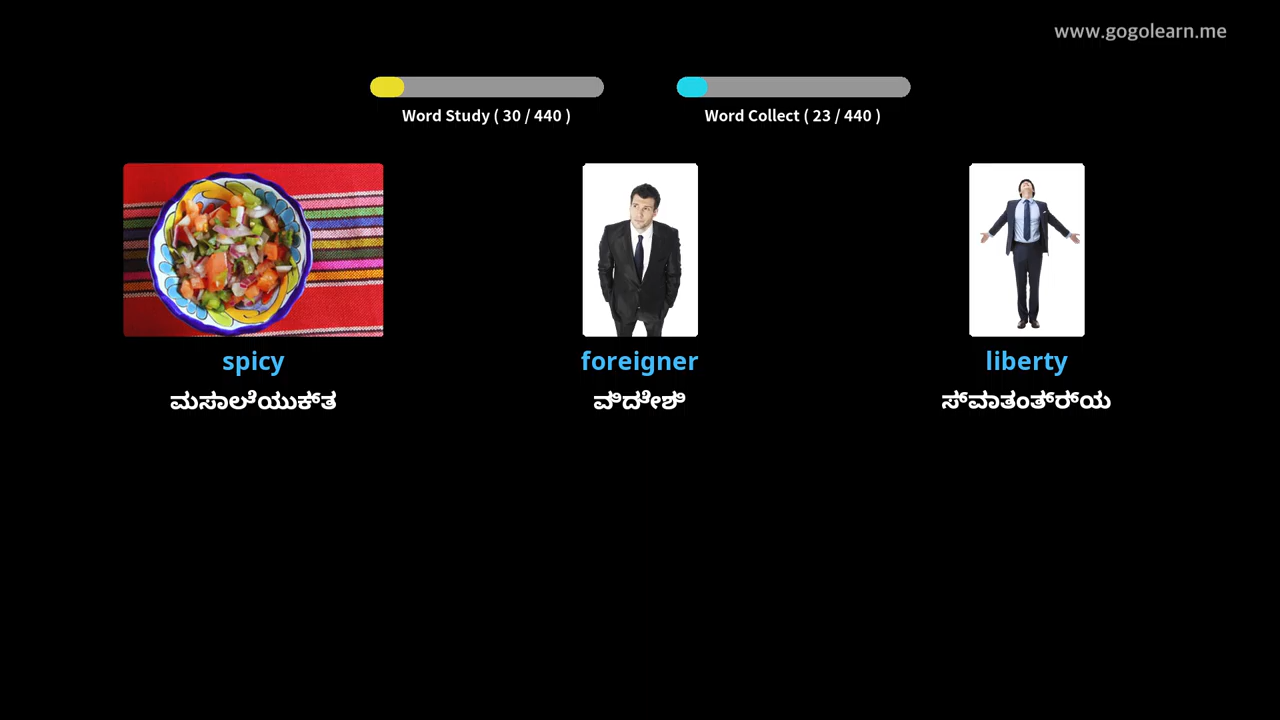 www.gogolearn.me
Word Study ( 30 / 440 )
Word Collect ( 23 / 440 )
spicy
foreigner
liberty
ಮಸಾಲೆಯುಕ್ತ
ವಿದೇಶಿ
ಸ್ವಾತಂತ್ರ್ಯ